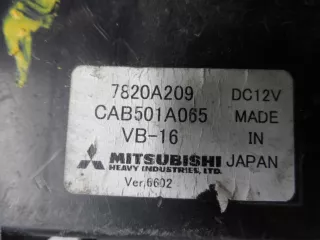 7820A209 DC12V
CAB501A065 MADE
VB-16 IN
MITSUBISHI JAPAN
HEAVY INDUSTRIES, LTD.
Ver,6602